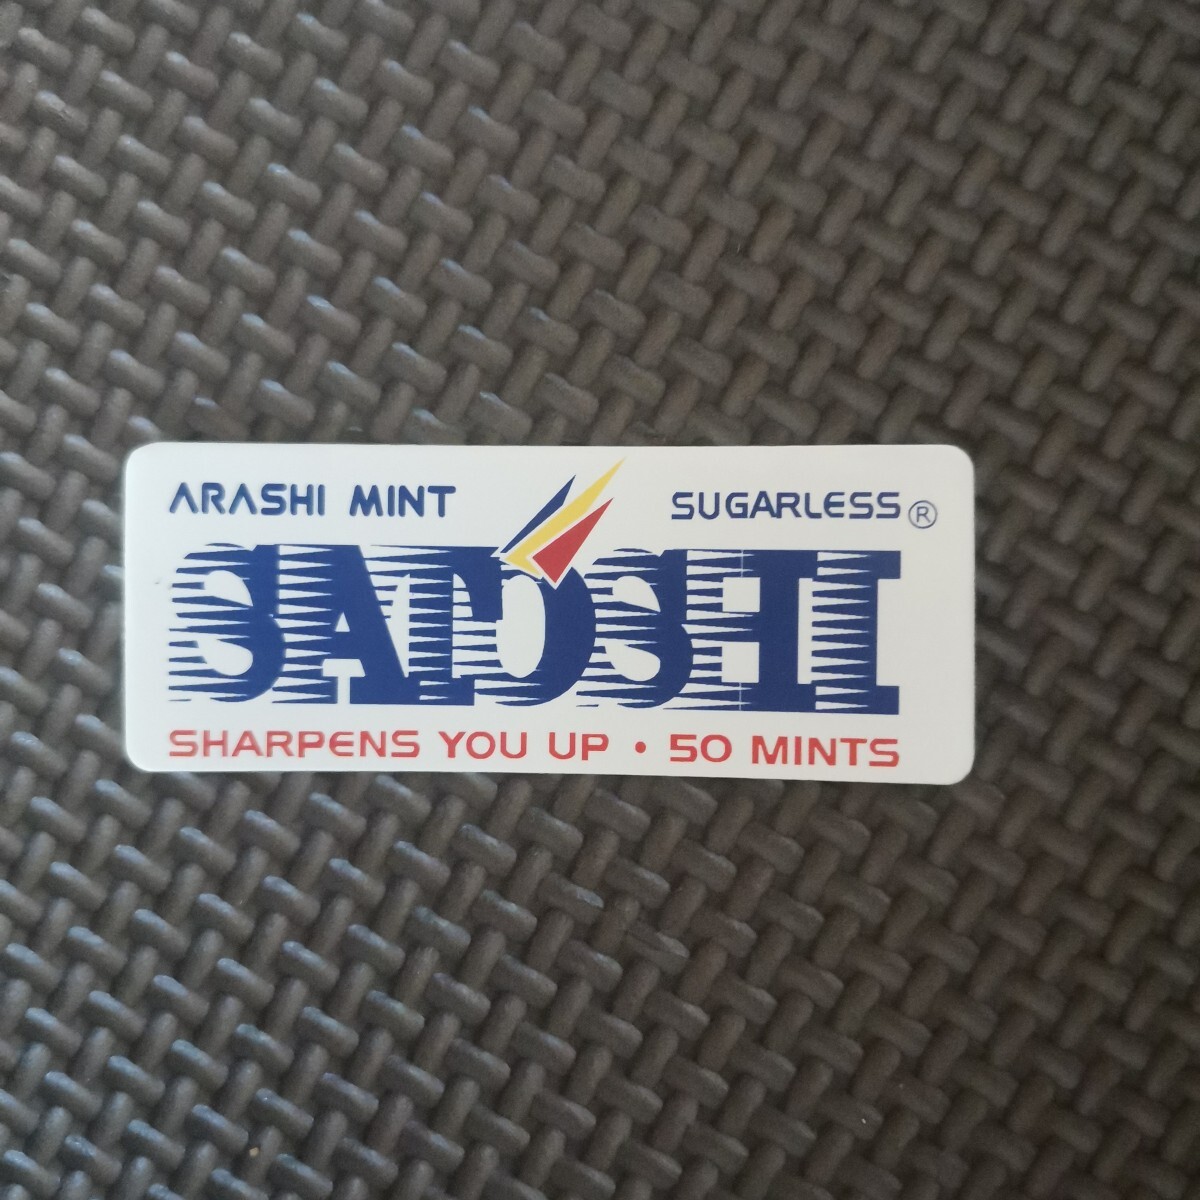 ARASHI MINT SUGARLESS®
SATOSHI
SHARPENS YOU UP • 50 MINTS